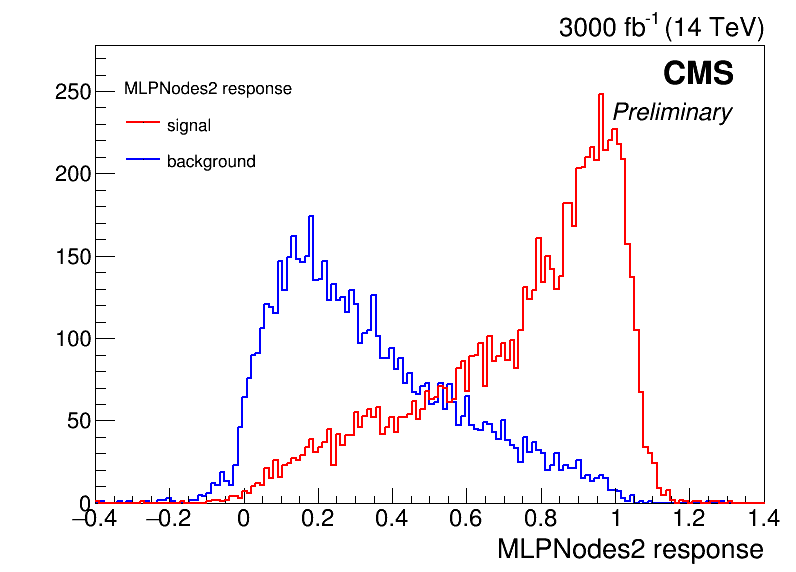 3000 fb⁻¹ (14 TeV)
CMS
Preliminary
MLPNodes2 response
signal
background
250
200
150
100
50
0
−0.4 −0.2 0 0.2 0.4 0.6 0.8 1 1.2 1.4
MLPNodes2 response